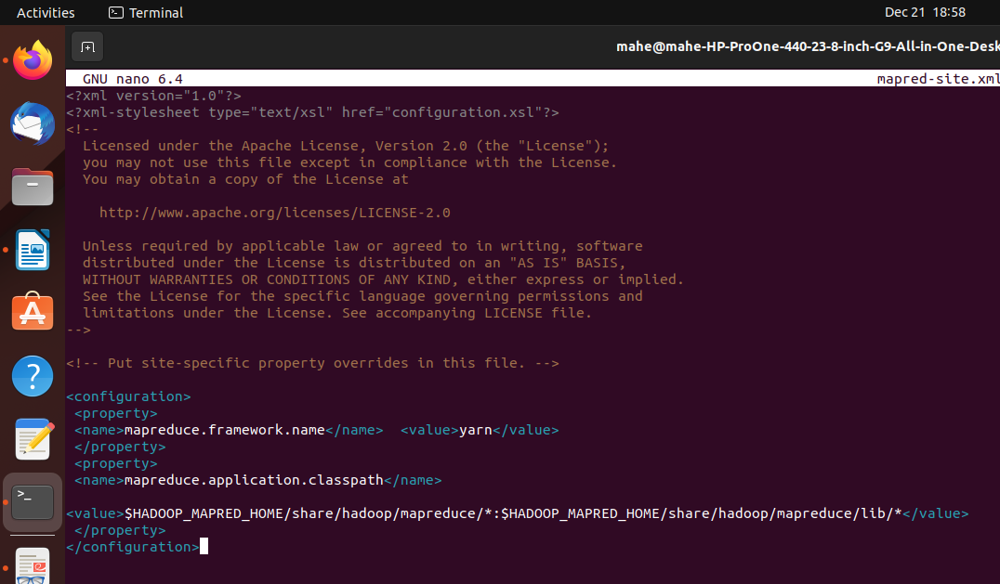 Activities
Terminal
Dec 21 18:58
mahe@mahe-HP-ProOne-440-23-8-inch-G9-All-in-One-Desk
GNU nano 6.4
mapred-site.xml
<?xml version="1.0"?>
<?xml-stylesheet type="text/xsl" href="configuration.xsl"?>
<!--
Licensed under the Apache License, Version 2.0 (the "License");
you may not use this file except in compliance with the License.
You may obtain a copy of the License at
http://www.apache.org/licenses/LICENSE-2.0
Unless required by applicable law or agreed to in writing, software
distributed under the License is distributed on an "AS IS" BASIS,
WITHOUT WARRANTIES OR CONDITIONS OF ANY KIND, either express or implied.
See the License for the specific language governing permissions and
limitations under the License. See accompanying LICENSE file.
-->
<!-- Put site-specific property overrides in this file. -->
<configuration>
<property>
<name>mapreduce.framework.name</name>  <value>yarn</value>
</property>
<property>
<name>mapreduce.application.classpath</name>
<value>$HADOOP_MAPRED_HOME/share/hadoop/mapreduce/*:$HADOOP_MAPRED_HOME/share/hadoop/mapreduce/lib/*</value>
</property>
</configuration>